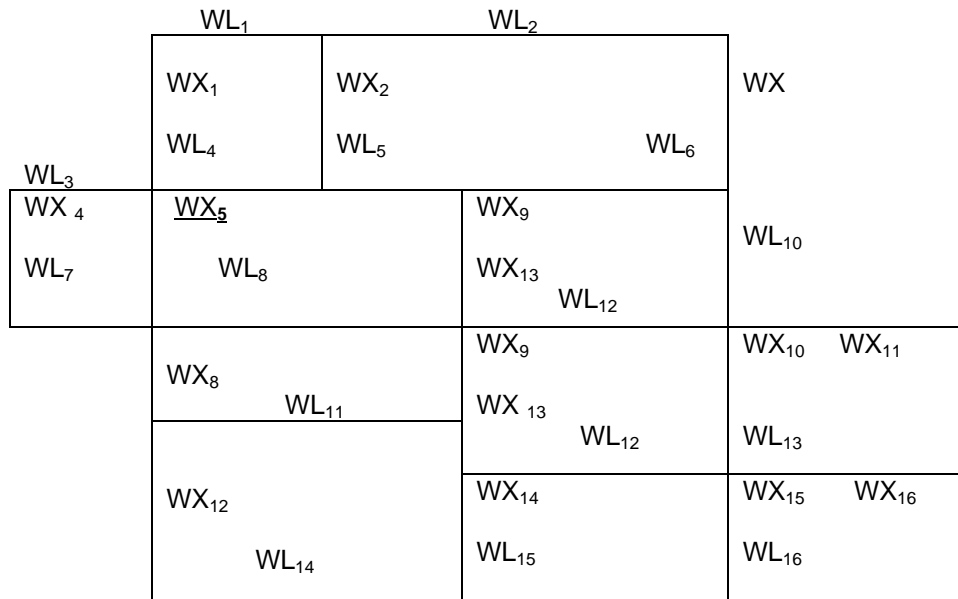 WL₁ WL₂
WX₁ WX₂ WX
WL₄ WL₅ WL₆
WL₃
WX ₄ WX₅ WX₉
WL₁₀
WL₇ WL₈ WX₁₃
WL₁₂
WX₉ WX₁₀ WX₁₁
WX₈
WL₁₁ WX ₁₃
WL₁₂ WL₁₃
WX₁₂ WX₁₄ WX₁₅ WX₁₆
WL₁₄ WL₁₅ WL₁₆